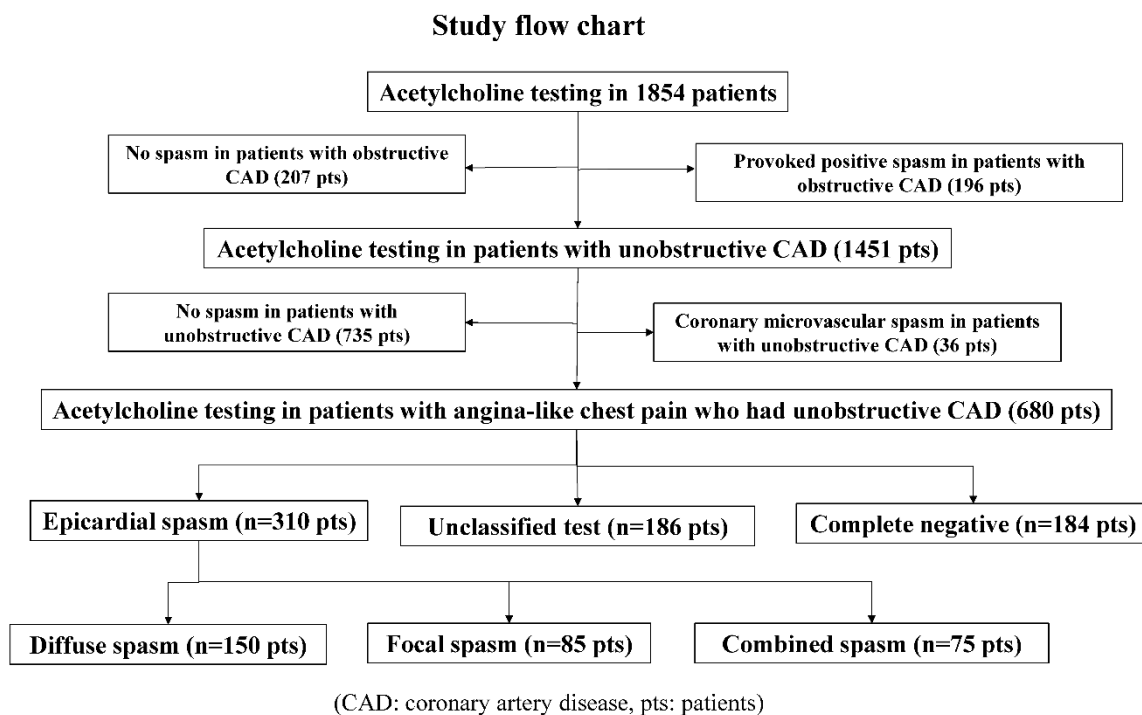 Study flow chart
Acetylcholine testing in 1854 patients
No spasm in patients with obstructive
CAD (207 pts)
Provoked positive spasm in patients with
obstructive CAD (196 pts)
Acetylcholine testing in patients with unobstructive CAD (1451 pts)
No spasm in patients with
unobstructive CAD (735 pts)
Coronary microvascular spasm in patients
with unobstructive CAD (36 pts)
Acetylcholine testing in patients with angina-like chest pain who had unobstructive CAD (680 pts)
Epicardial spasm (n=310 pts)
Unclassified test (n=186 pts)
Complete negative (n=184 pts)
Diffuse spasm (n=150 pts)
Focal spasm (n=85 pts)
Combined spasm (n=75 pts)
(CAD: coronary artery disease, pts: patients)